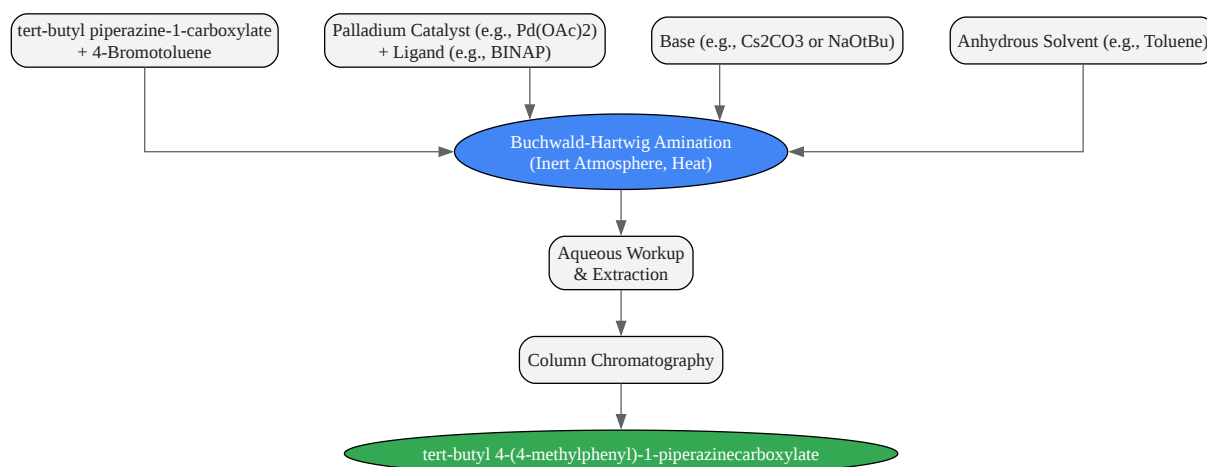 tert-butyl piperazine-1-carboxylate
+ 4-Bromotoluene
Palladium Catalyst (e.g., Pd(OAc)2)
+ Ligand (e.g., BINAP)
Base (e.g., Cs2CO3 or NaOtBu)
Anhydrous Solvent (e.g., Toluene)
Buchwald-Hartwig Amination
(Inert Atmosphere, Heat)
Aqueous Workup
& Extraction
Column Chromatography
tert-butyl 4-(4-methylphenyl)-1-piperazinecarboxylate